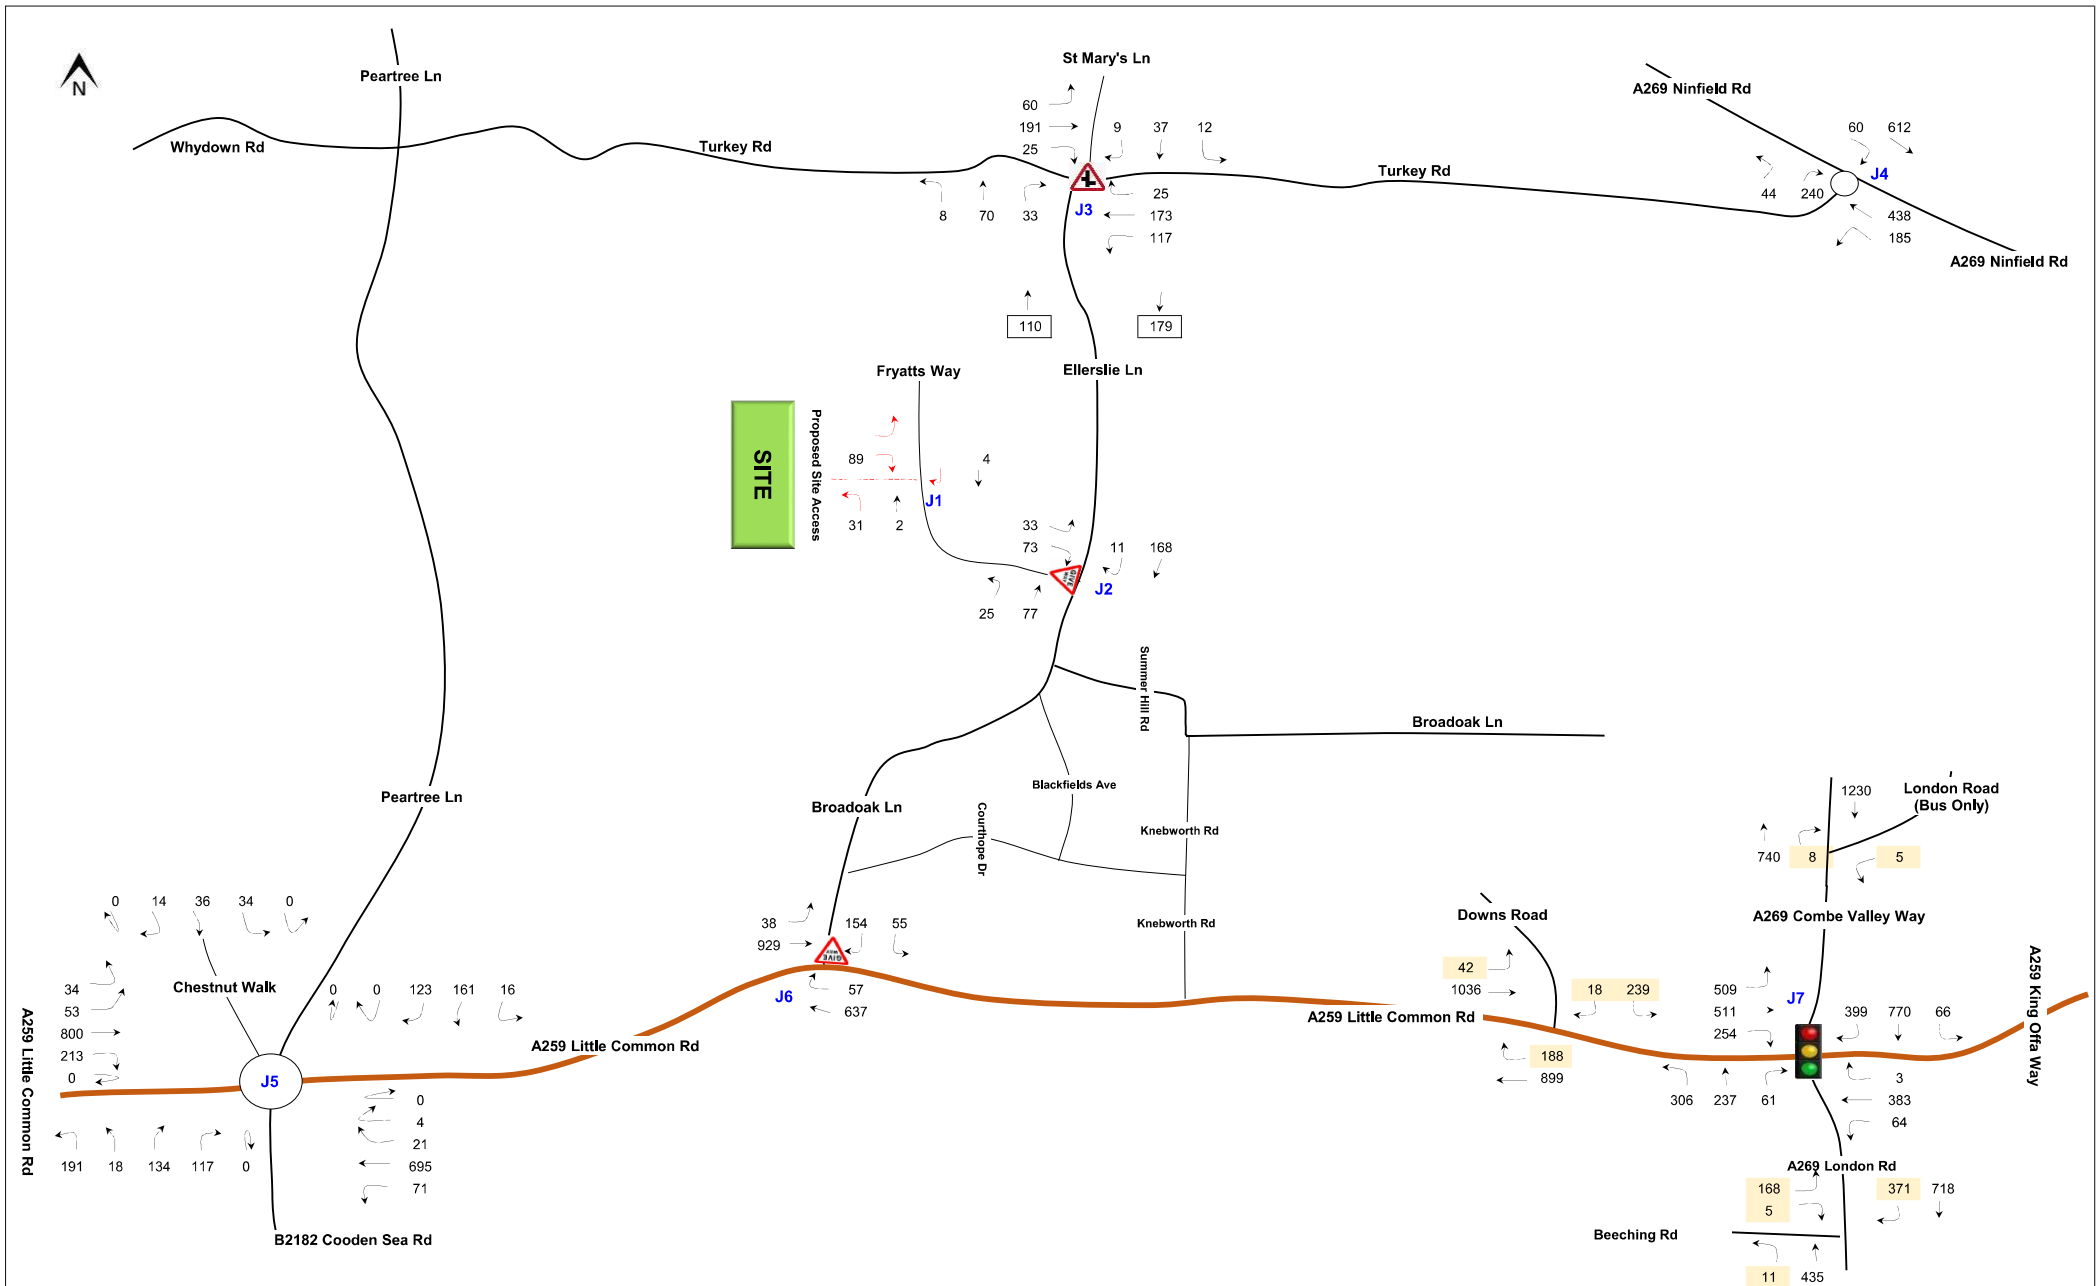 St Mary's Ln
Peartree Ln
N
A269 Ninfield Rd
60
191
25
9 37 12
60 612
Whydown Rd
Turkey Rd
Turkey Rd
J4
44 240
25
173
117
8 70 33
J3
438
185
A269 Ninfield Rd
110
179
Fryatts Way
Ellerslie Ln
SITE
Proposed Site Access
89
4
J1
31 2
33
73
11 168
GIVE
WAY
J2
25 77
Summer Hill Rd
Broadoak Ln
Blackfields Ave
Peartree Ln
Broadoak Ln
Courthope Dr
Knebworth Rd
Knebworth Rd
1230
London Road
(Bus Only)
740 8
5
A269 Combe Valley Way
0 14 36 34 0
38
929
154 55
GIVE
WAY
J6
57
637
Downs Road
42
1036
18 239
188
899
509
511
254
J7
399 770 66
A259 King Offa Way
Chestnut Walk
34
53
800
213
0
0 0 123 161 16
A259 Little Common Rd
A259 Little Common Rd
A259 Little Common Rd
J5
306 237 61
3
383
64
0
4
21
695
71
191 18 134 117 0
A269 London Rd
168
5
371 718
B2182 Cooden Sea Rd
Beeching Rd
11 435